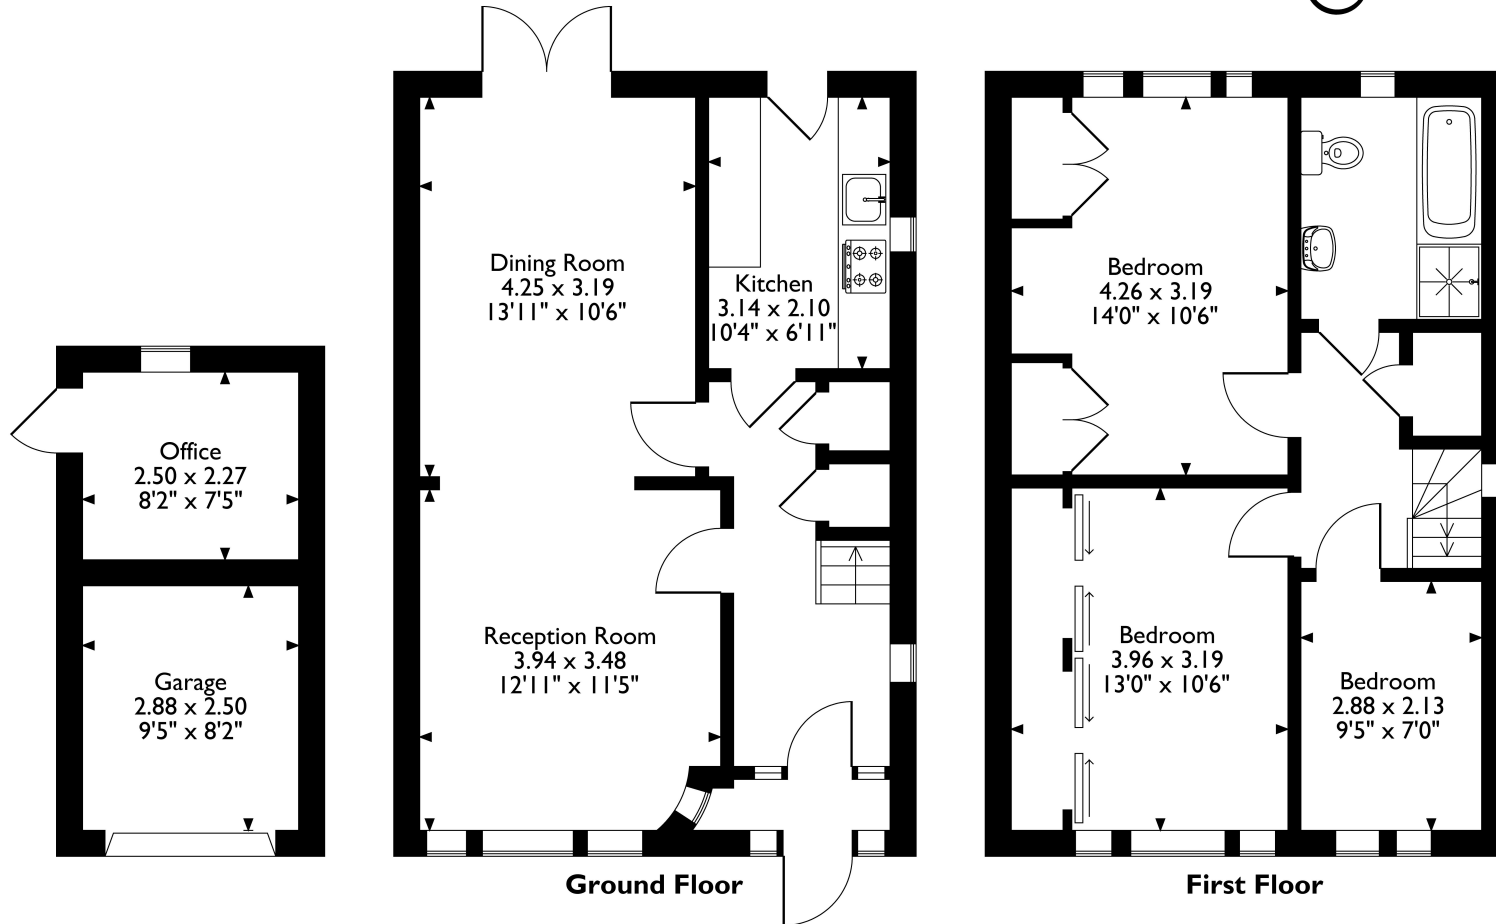 Dining Room
4.25 x 3.19
13'11" x 10'6"
Kitchen
3.14 x 2.10
10'4" x 6'11"
Bedroom
4.26 x 3.19
14'0" x 10'6"
Office
2.50 x 2.27
8'2" x 7'5"
Garage
2.88 x 2.50
9'5" x 8'2"
Reception Room
3.94 x 3.48
12'11" x 11'5"
Bedroom
3.96 x 3.19
13'0" x 10'6"
Bedroom
2.88 x 2.13
9'5" x 7'0"
Ground Floor
First Floor